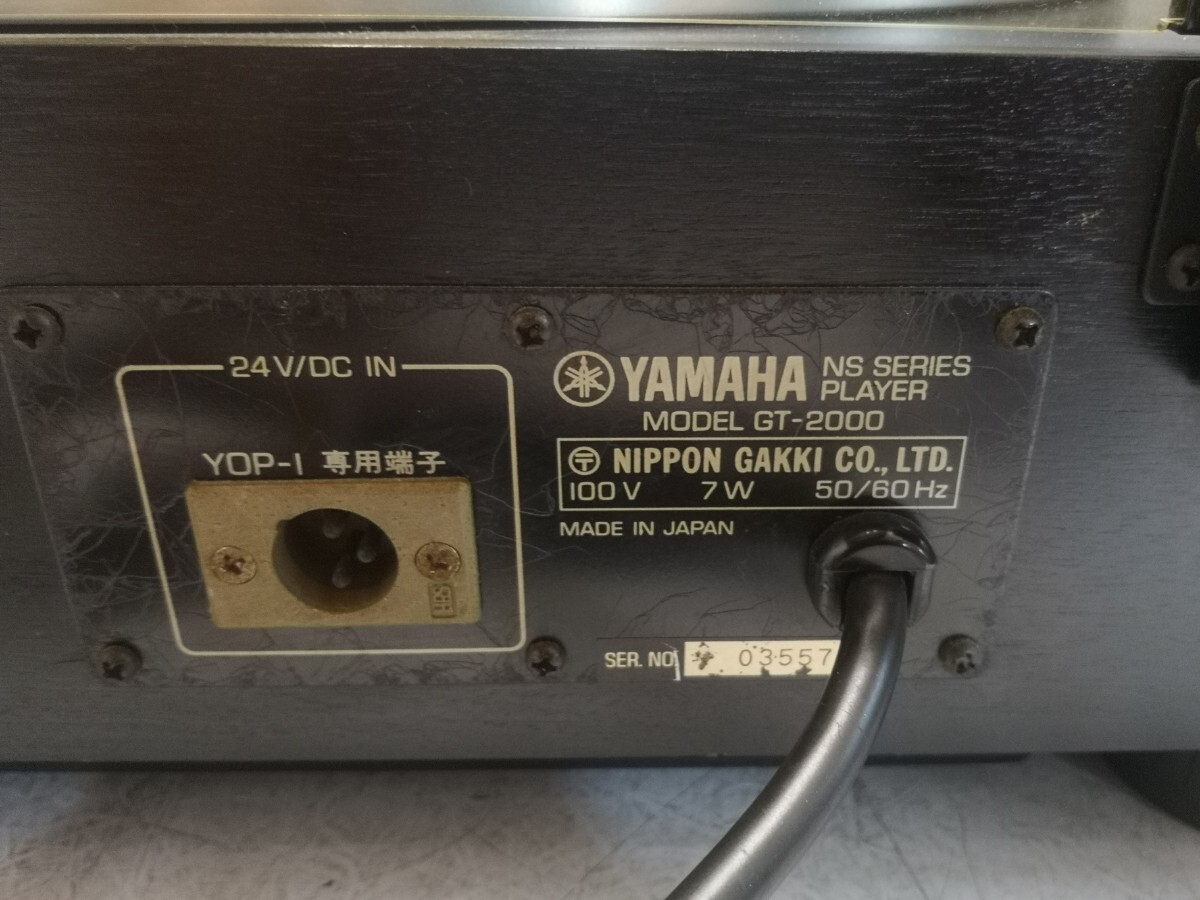 24V/DC IN
YOP-1 専用端子
YAMAHA NS SERIES PLAYER
MODEL GT-2000
〶 NIPPON GAKKI CO., LTD.
100V 7W 50/60Hz
MADE IN JAPAN
SER. NO. 03557